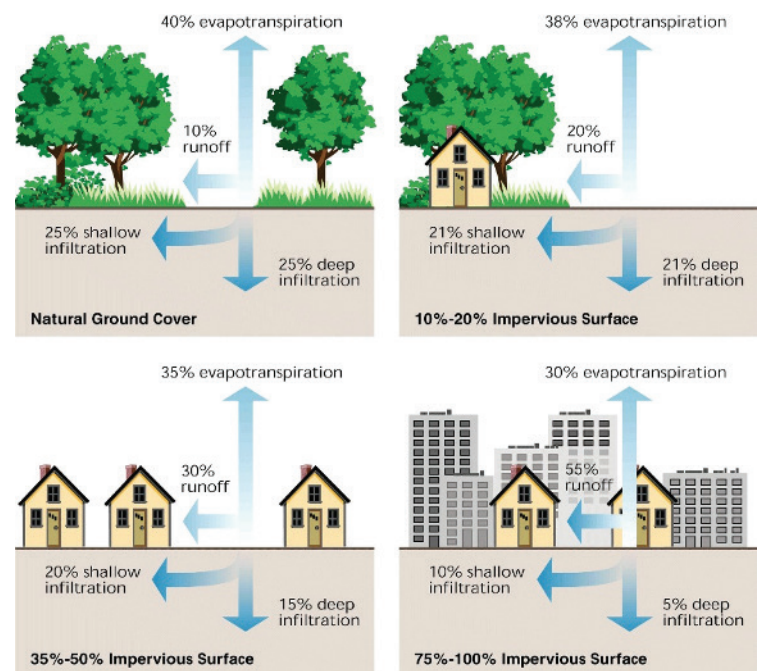 40% evapotranspiration
10%
runoff
25% shallow
infiltration
25% deep
infiltration
Natural Ground Cover
38% evapotranspiration
20%
runoff
21% shallow
infiltration
21% deep
infiltration
10%-20% Impervious Surface
35% evapotranspiration
30%
runoff
20% shallow
infiltration
15% deep
infiltration
35%-50% Impervious Surface
30% evapotranspiration
55%
runoff
10% shallow
infiltration
5% deep
infiltration
75%-100% Impervious Surface